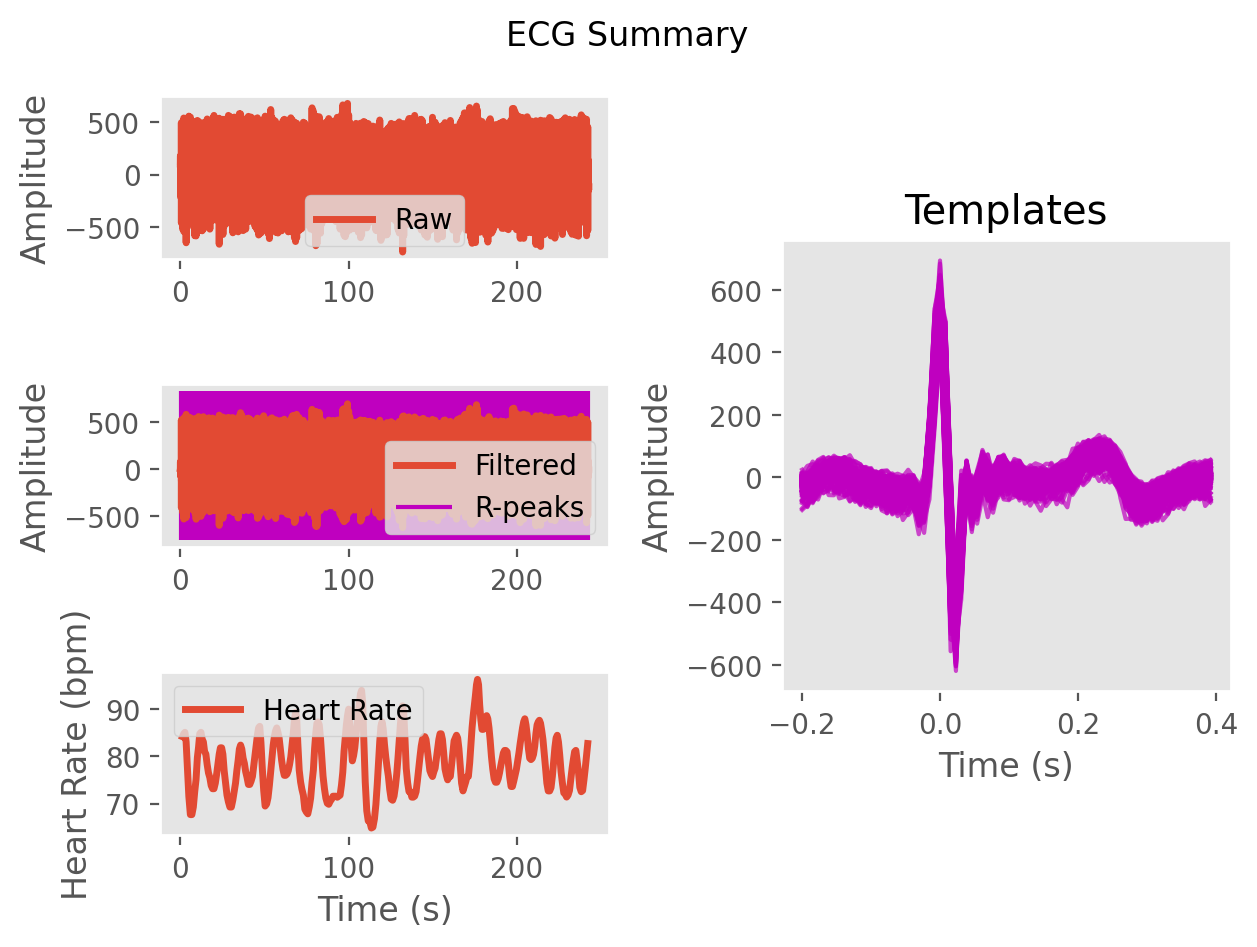 ECG Summary
Amplitude
500
0
−500
Raw
0 100 200
Amplitude
500
0
−500
Filtered
R-peaks
0 100 200
Heart Rate (bpm)
90
80
70
Heart Rate
0 100 200
Time (s)
Templates
Amplitude
600
400
200
0
−200
−400
−600
−0.2 0.0 0.2 0.4
Time (s)